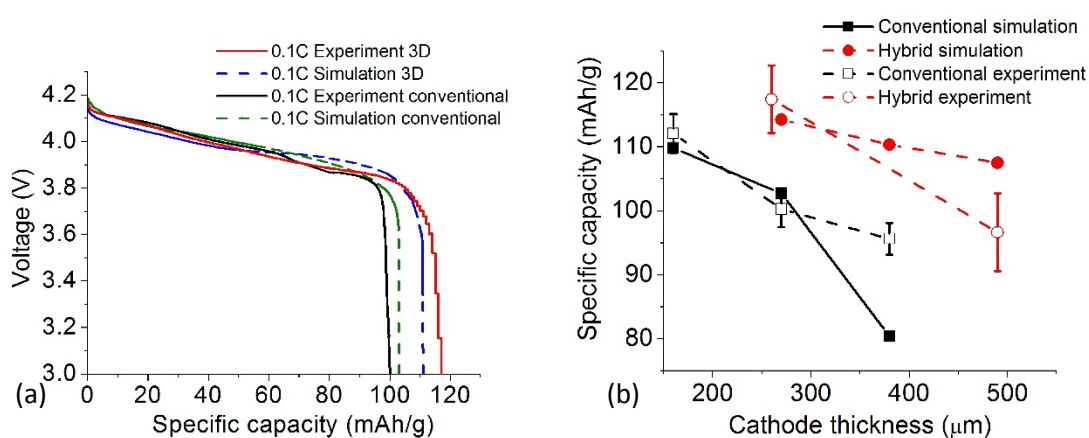 0.1C Experiment 3D
0.1C Simulation 3D
0.1C Experiment conventional
0.1C Simulation conventional
4.2
4.0
3.8
3.6
3.4
3.2
3.0
Voltage (V)
0 20 40 60 80 100 120
Specific capacity (mAh/g)
(a)
Conventional simulation
Hybrid simulation
Conventional experiment
Hybrid experiment
120
110
100
90
80
Specific capacity (mAh/g)
200 300 400 500
Cathode thickness (μm)
(b)